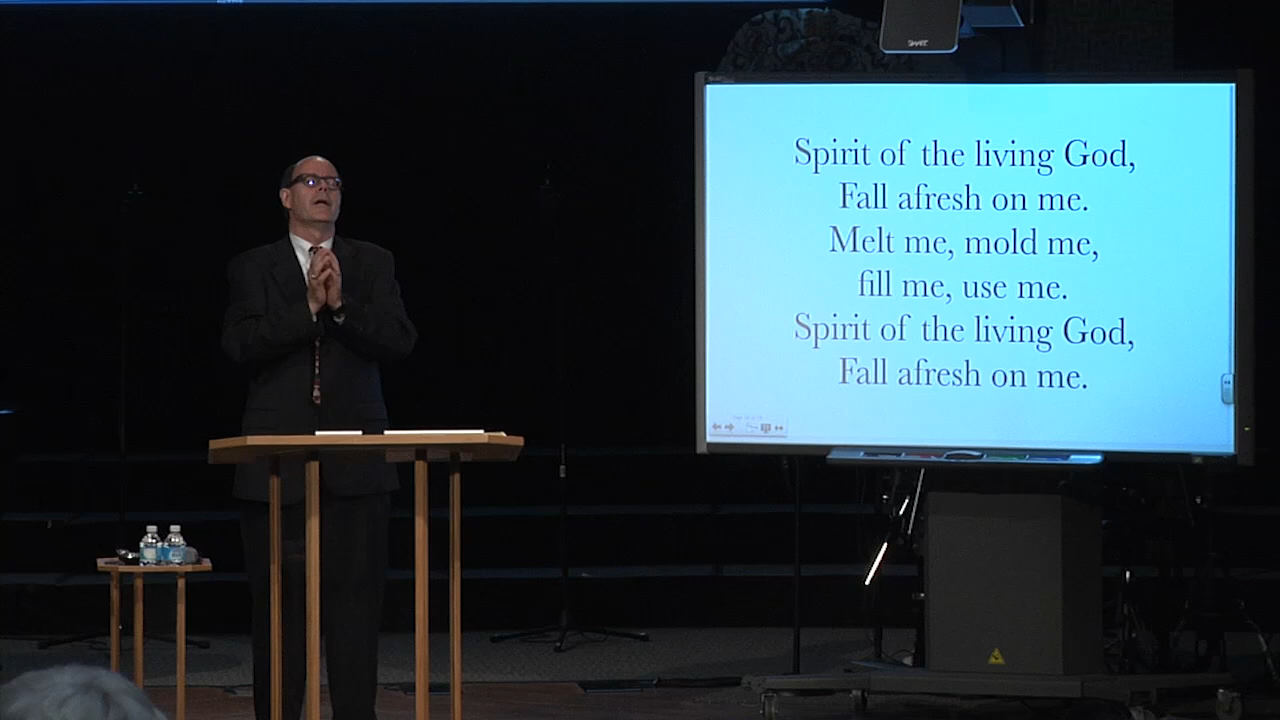 SMART
Spirit of the living God,
Fall afresh on me.
Melt me, mold me,
fill me, use me.
Spirit of the living God,
Fall afresh on me.